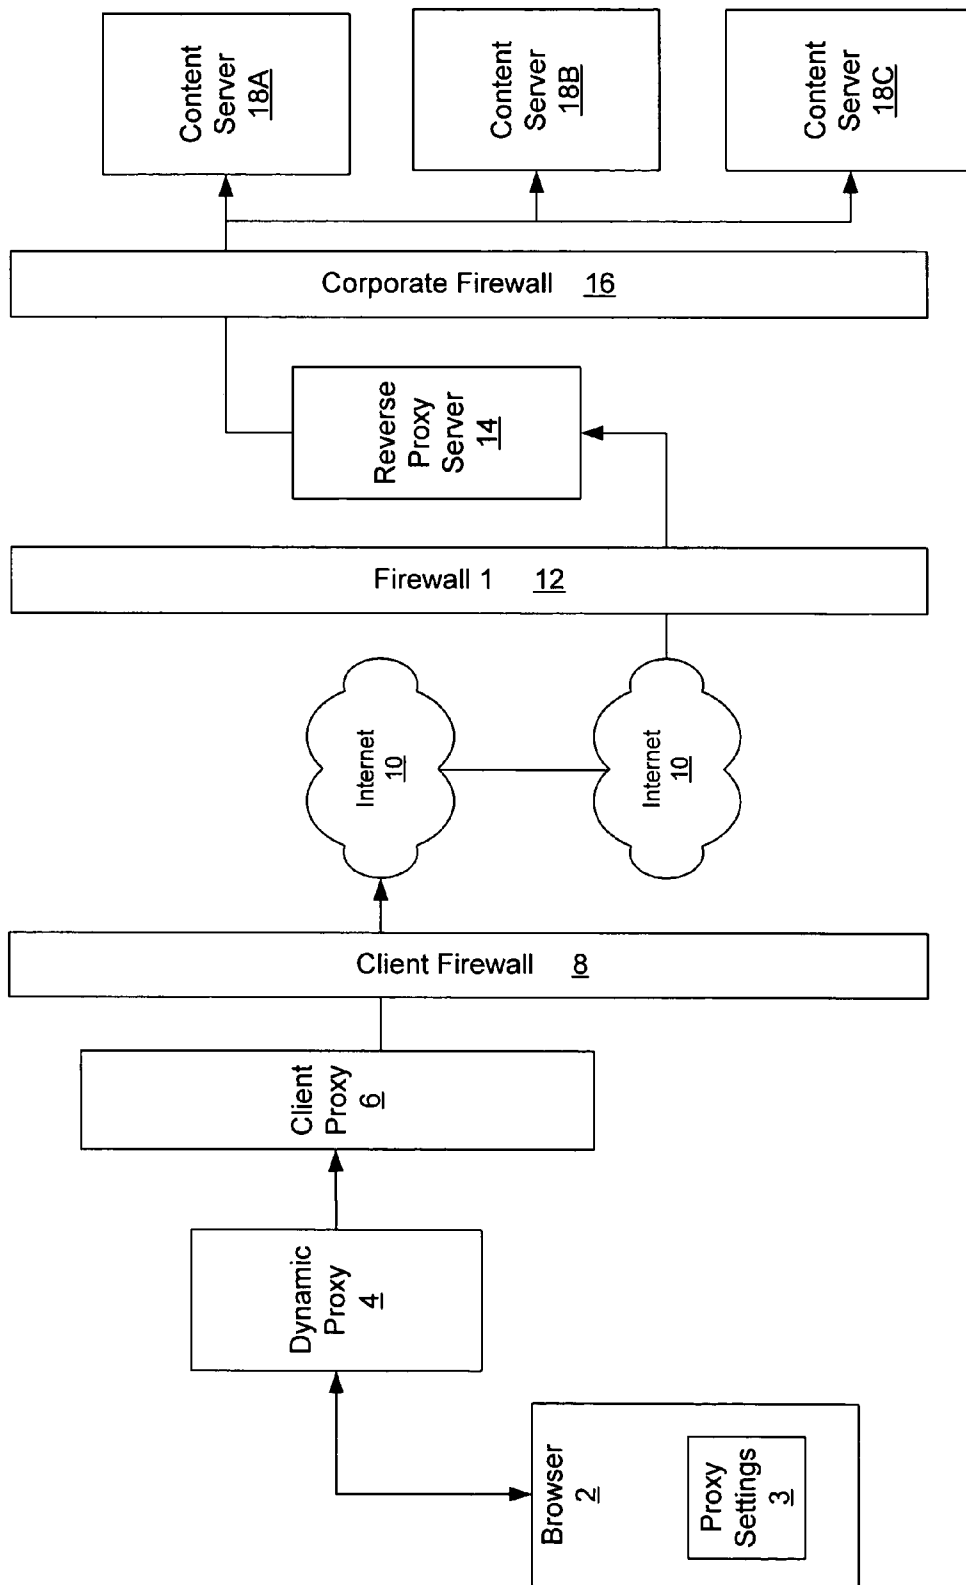 Browser
2
Proxy
Settings
3
Dynamic
Proxy
4
Client
Proxy
6
Client Firewall 8
Internet
10
Internet
10
Firewall 1 12
Reverse
Proxy
Server
14
Corporate Firewall 16
Content
Server
18A
Content
Server
18B
Content
Server
18C